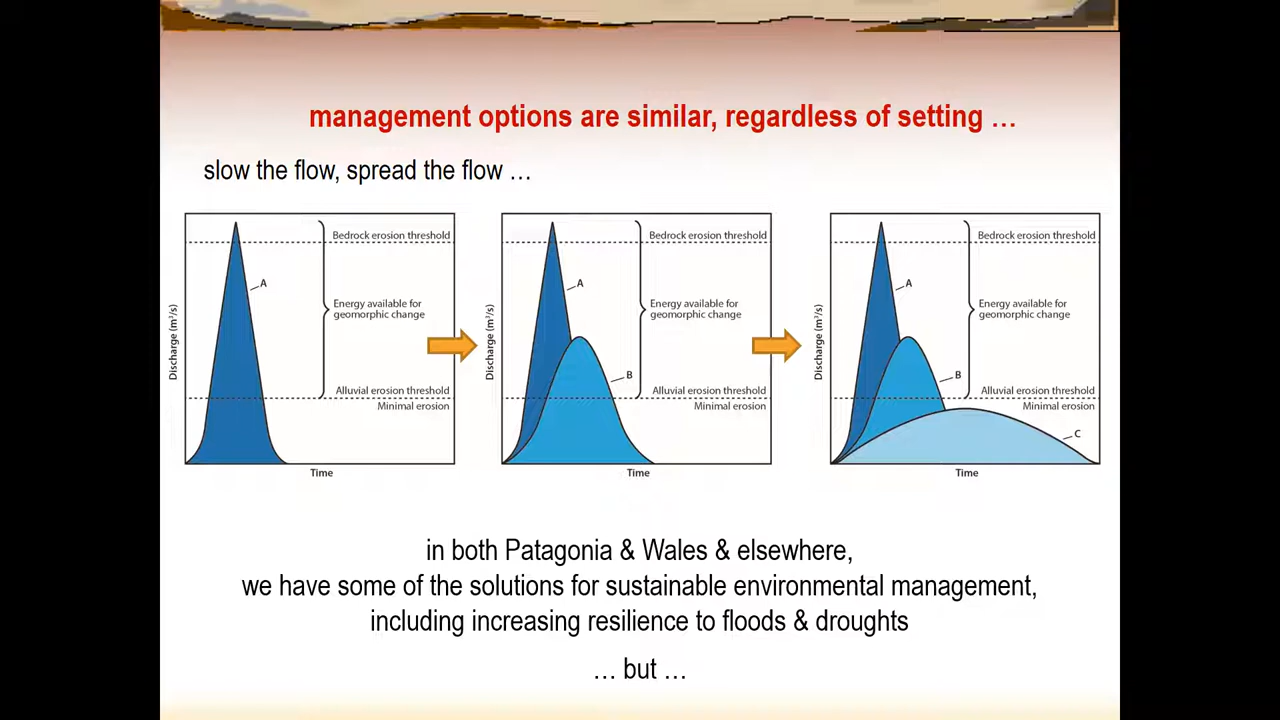 management options are similar, regardless of setting …
slow the flow, spread the flow …
Bedrock erosion threshold
A
Energy available for
geomorphic change
Discharge (m³/s)
Alluvial erosion threshold
Minimal erosion
Time
Bedrock erosion threshold
A
Energy available for
geomorphic change
Discharge (m³/s)
B
Alluvial erosion threshold
Minimal erosion
Time
Bedrock erosion threshold
A
Energy available for
geomorphic change
Discharge (m³/s)
B
Alluvial erosion threshold
Minimal erosion
C
Time
in both Patagonia & Wales & elsewhere,
we have some of the solutions for sustainable environmental management,
including increasing resilience to floods & droughts
… but …